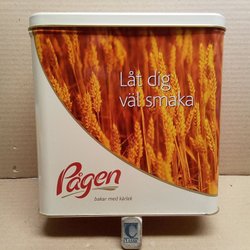 Låt dig
väl smaka
Pågen
bakar med kärlek